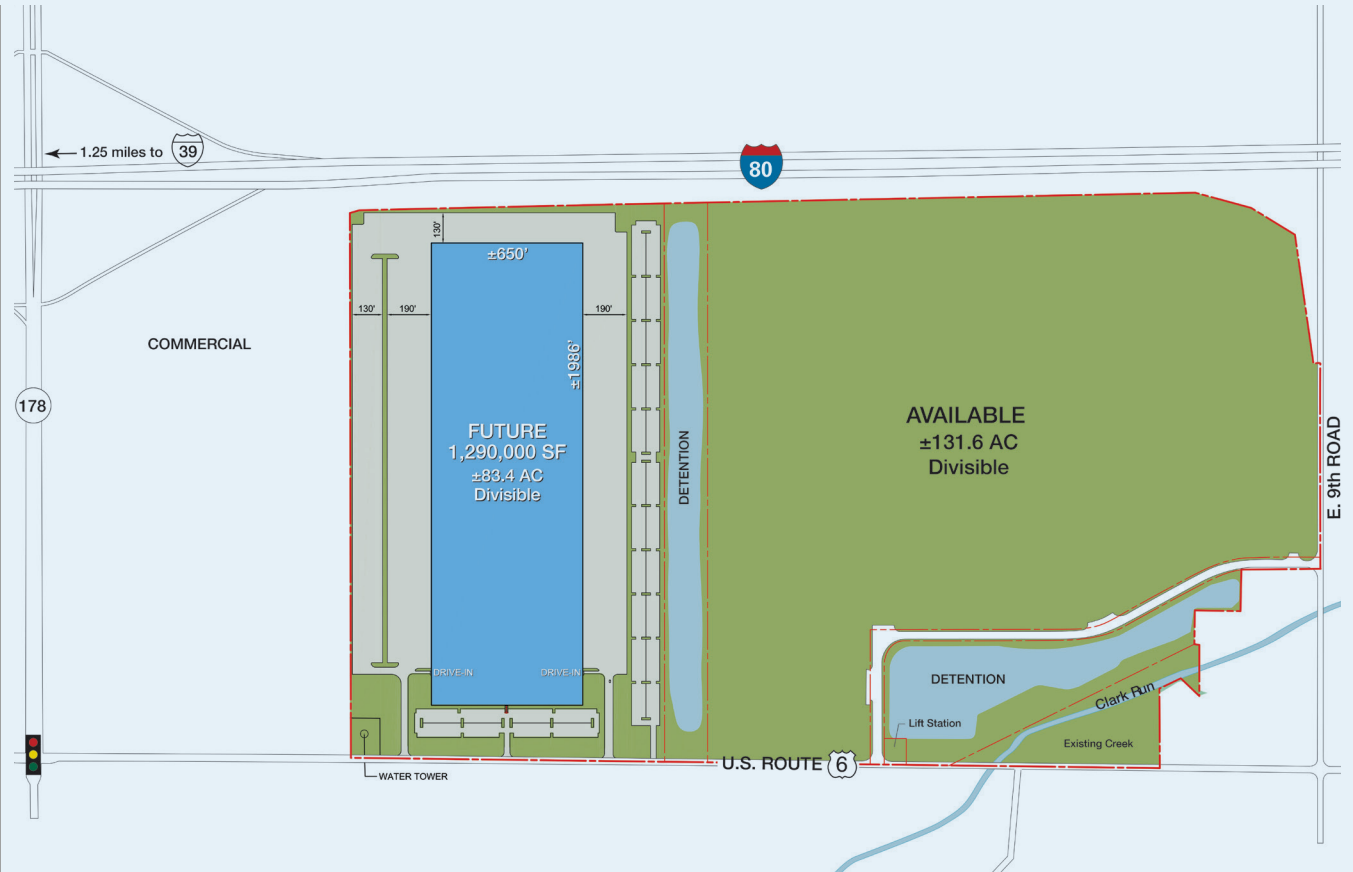 1.25 miles to 39
80
130'
±650'
130'
190'
190'
±1986'
COMMERCIAL
178
FUTURE
1,290,000 SF
±83.4 AC
Divisible
DETENTION
AVAILABLE
±131.6 AC
Divisible
E. 9th ROAD
DRIVE-IN
DRIVE-IN
DETENTION
Clark Run
Lift Station
Existing Creek
U.S. ROUTE 6
WATER TOWER